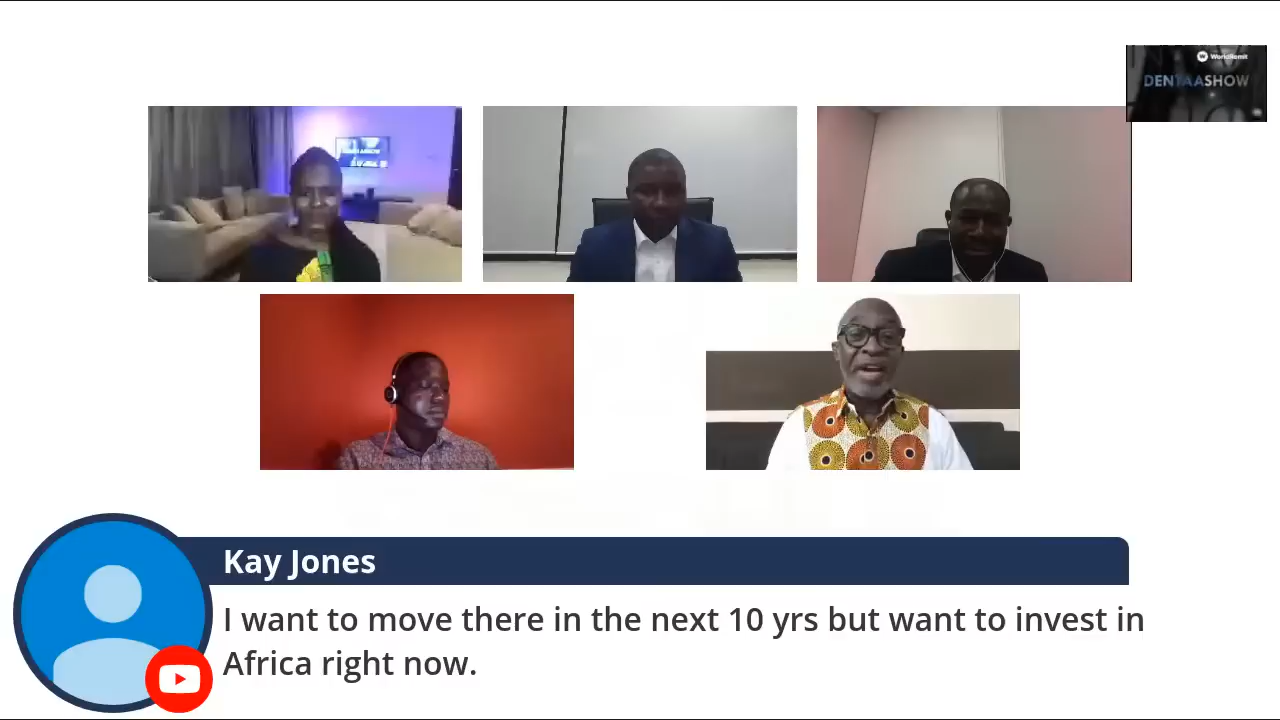 WorldRemit
DENTAASHOW
Kay Jones
I want to move there in the next 10 yrs but want to invest in
Africa right now.